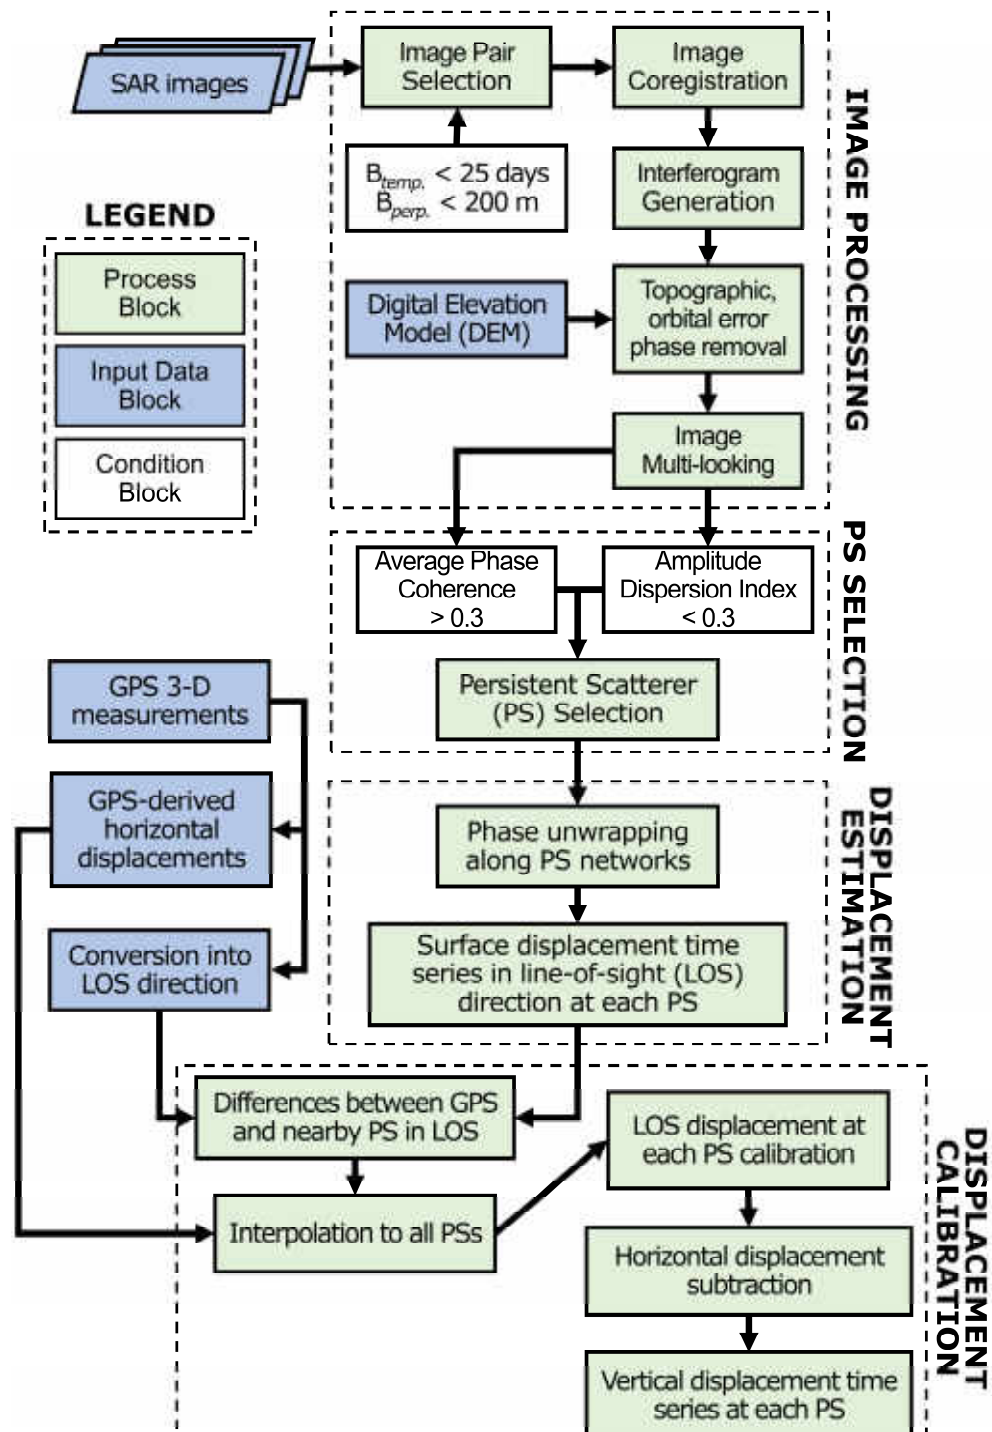 SAR images
Image Pair
Selection
Image
Coregistration
B temp. < 25 days
B perp. < 200 m
Interferogram
Generation
Digital Elevation
Model (DEM)
Topographic,
orbital error
phase removal
Image
Multi-looking
IMAGE PROCESSING
LEGEND
Process
Block
Input Data
Block
Condition
Block
Average Phase
Coherence
> 0.3
Amplitude
Dispersion Index
< 0.3
Persistent Scatterer
(PS) Selection
PS SELECTION
GPS 3-D
measurements
GPS-derived
horizontal
displacements
Conversion into
LOS direction
Phase unwrapping
along PS networks
Surface displacement time
series in line-of-sight (LOS)
direction at each PS
DISPLACEMENT
ESTIMATION
Differences between GPS
and nearby PS in LOS
Interpolation to all PSs
LOS displacement at
each PS calibration
Horizontal displacement
subtraction
Vertical displacement time
series at each PS
DISPLACEMENT
CALIBRATION